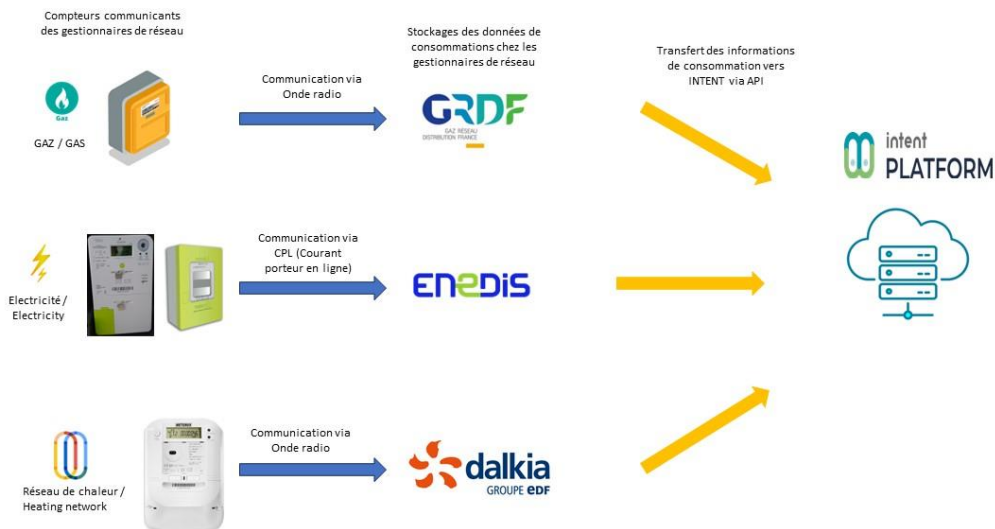 Compteurs communicants
des gestionnaires de réseau
Stockages des données de
consommations chez les
gestionnaires de réseau
Transfert des informations
de consommation vers
INTENT via API
Gaz
GAZ / GAS
Communication via
Onde radio
GRDF
GAZ RÉSEAU
DISTRIBUTION FRANCE
intent
PLATFORM
Electricité /
Electricity
Communication via
CPL (Courant
porteur en ligne)
ENEDIS
Réseau de chaleur /
Heating network
Communication via
Onde radio
dalkia
GROUPE EDF